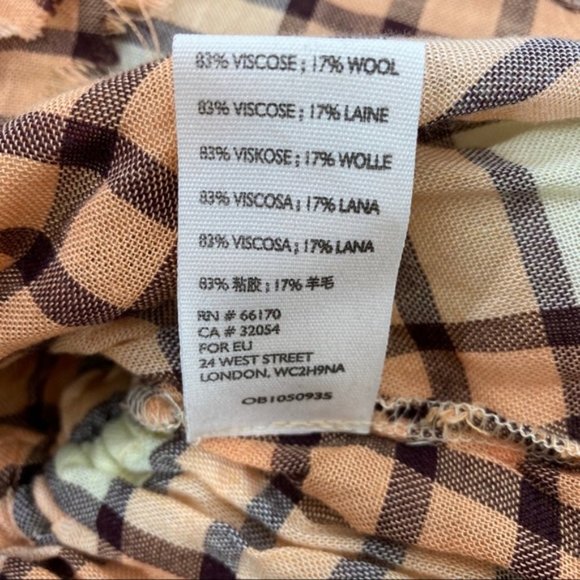 83% VISCOSE ; 17% WOOL
83% VISCOSE ; 17% LAINE
83% VISKOSE ; 17% WOLLE
83% VISCOSA ; 17% LANA
83% VISCOSA ; 17% LANA
83% 粘胶 ; 17% 羊毛
RN # 66170
CA # 32054
FOR EU
24 WEST STREET
LONDON, WC2H9NA
OB1050935